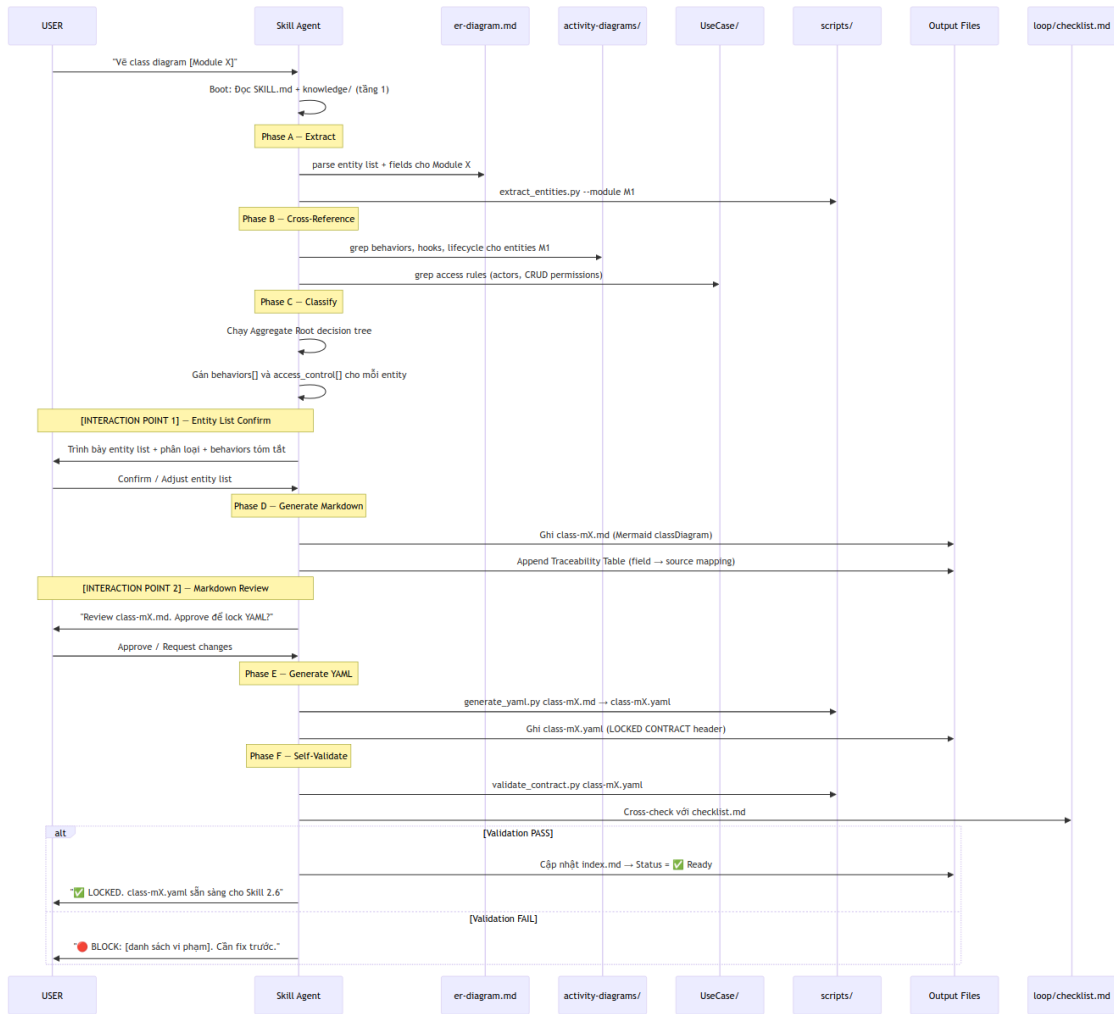 USER
Skill Agent
er-diagram.md
activity-diagrams/
UseCase/
scripts/
Output Files
loop/checklist.md
"Vẽ class diagram [Module X]"
Boot: Đọc SKILL.md + knowledge/ (tầng 1)
Phase A — Extract
parse entity list + fields cho Module X
extract_entities.py --module M1
Phase B — Cross-Reference
grep behaviors, hooks, lifecycle cho entities M1
grep access rules (actors, CRUD permissions)
Phase C — Classify
Chạy Aggregate Root decision tree
Gán behaviors[] và access_control[] cho mỗi entity
[INTERACTION POINT 1] — Entity List Confirm
Trình bày entity list + phân loại + behaviors tóm tắt
Confirm / Adjust entity list
Phase D — Generate Markdown
Ghi class-mX.md (Mermaid classDiagram)
Append Traceability Table (field → source mapping)
[INTERACTION POINT 2] — Markdown Review
"Review class-mX.md. Approve để lock YAML?"
Approve / Request changes
Phase E — Generate YAML
generate_yaml.py class-mX.md → class-mX.yaml
Ghi class-mX.yaml (LOCKED CONTRACT header)
Phase F — Self-Validate
validate_contract.py class-mX.yaml
Cross-check với checklist.md
alt
[Validation PASS]
Cập nhật index.md → Status = ✅ Ready
"✅ LOCKED. class-mX.yaml sẵn sàng cho Skill 2.6"
[Validation FAIL]
"🔴 BLOCK: [danh sách vi phạm]. Cần fix trước."
USER
Skill Agent
er-diagram.md
activity-diagrams/
UseCase/
scripts/
Output Files
loop/checklist.md